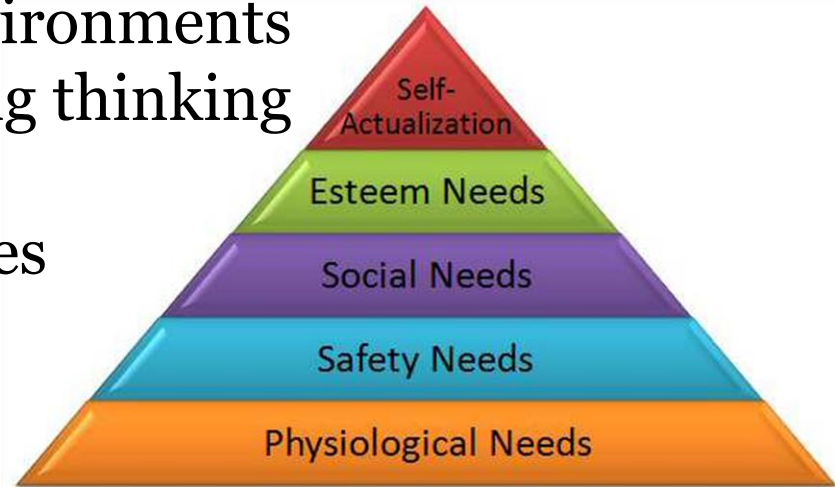 ironments
g thinking
es
Self-
Actualization
Esteem Needs
Social Needs
Safety Needs
Physiological Needs